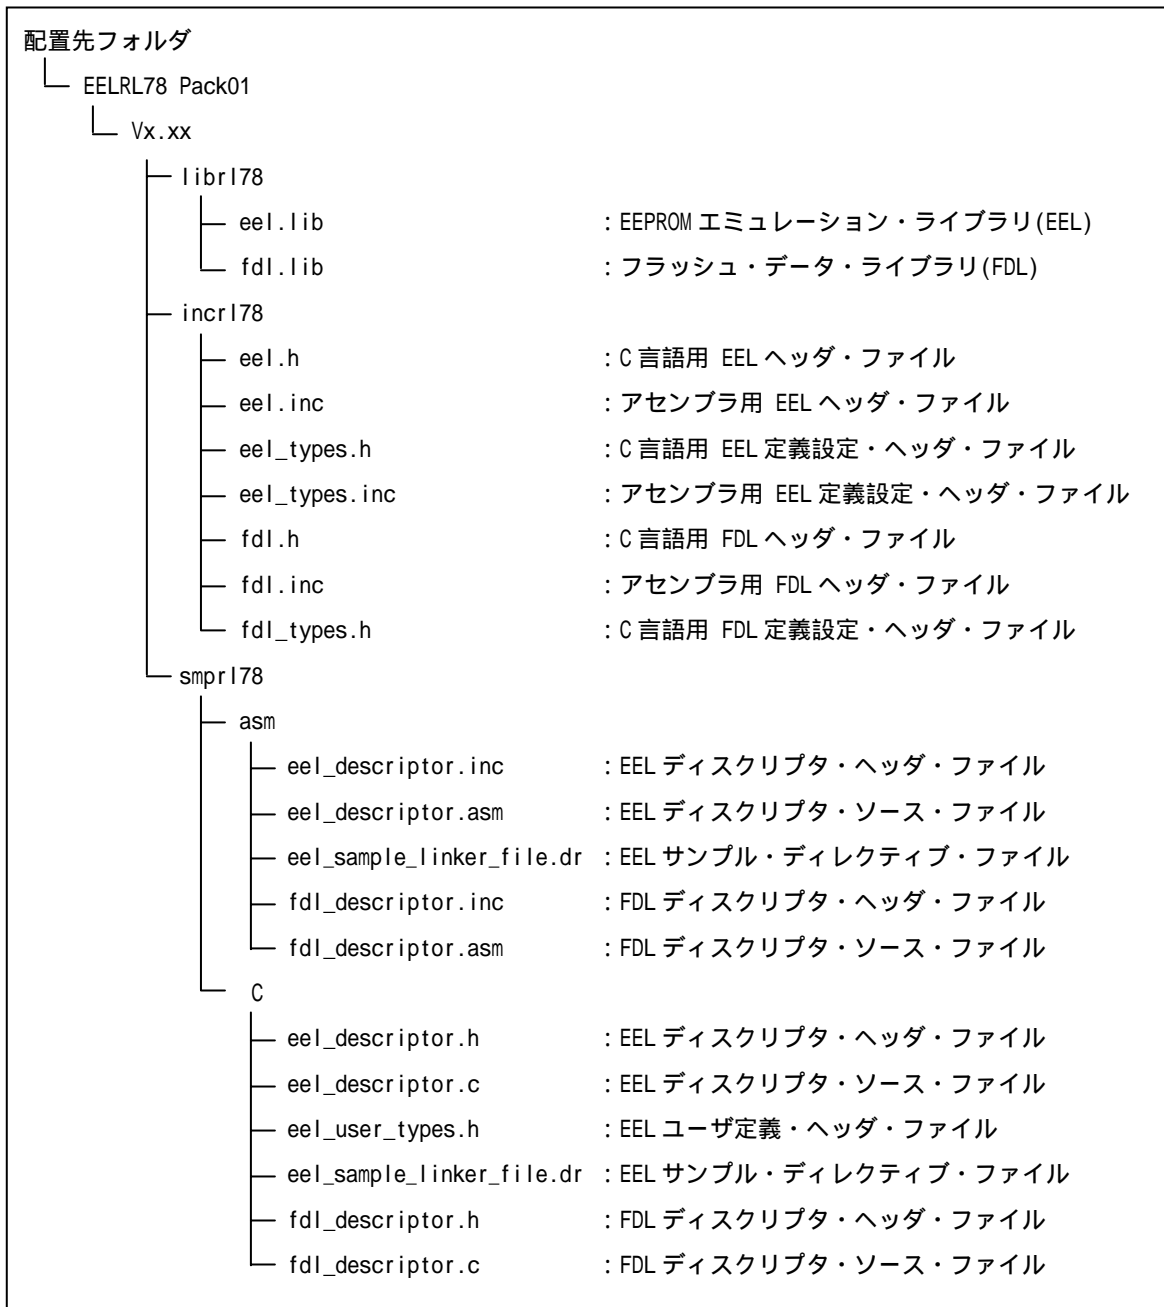 配置先フォルダ
EELRL78 Pack01
Vx.xx
librl78
eel.lib :EEPROM エミュレーション・ライブラリ(EEL)
fdl.lib :フラッシュ・データ・ライブラリ(FDL)
incrl78
eel.h :C 言語用 EEL ヘッダ・ファイル
eel.inc :アセンブラ用 EEL ヘッダ・ファイル
eel_types.h :C 言語用 EEL 定義設定・ヘッダ・ファイル
eel_types.inc :アセンブラ用 EEL 定義設定・ヘッダ・ファイル
fdl.h :C 言語用 FDL ヘッダ・ファイル
fdl.inc :アセンブラ用 FDL ヘッダ・ファイル
fdl_types.h :C 言語用 FDL 定義設定・ヘッダ・ファイル
smprl78
asm
eel_descriptor.inc :EEL ディスクリプタ・ヘッダ・ファイル
eel_descriptor.asm :EEL ディスクリプタ・ソース・ファイル
eel_sample_linker_file.dr :EEL サンプル・ディレクティブ・ファイル
fdl_descriptor.inc :FDL ディスクリプタ・ヘッダ・ファイル
fdl_descriptor.asm :FDL ディスクリプタ・ソース・ファイル
C
eel_descriptor.h :EEL ディスクリプタ・ヘッダ・ファイル
eel_descriptor.c :EEL ディスクリプタ・ソース・ファイル
eel_user_types.h :EEL ユーザ定義・ヘッダ・ファイル
eel_sample_linker_file.dr :EEL サンプル・ディレクティブ・ファイル
fdl_descriptor.h :FDL ディスクリプタ・ヘッダ・ファイル
fdl_descriptor.c :FDL ディスクリプタ・ソース・ファイル